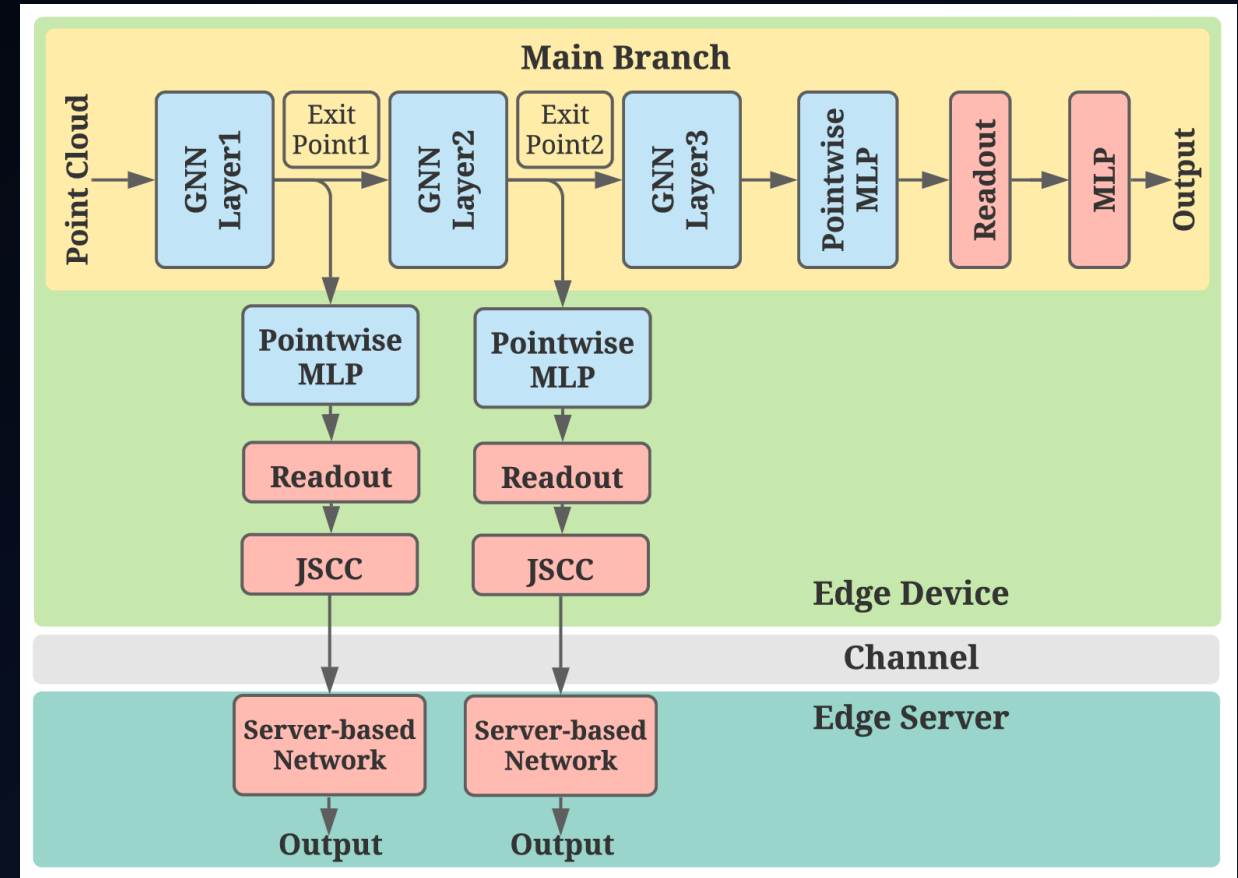 Main Branch
Point Cloud
GNN
Layer1
Exit
Point1
GNN
Layer2
Exit
Point2
GNN
Layer3
Pointwise
MLP
Readout
MLP
Output
Pointwise
MLP
Pointwise
MLP
Readout
Readout
JSCC
JSCC
Edge Device
Channel
Edge Server
Server-based
Network
Server-based
Network
Output
Output